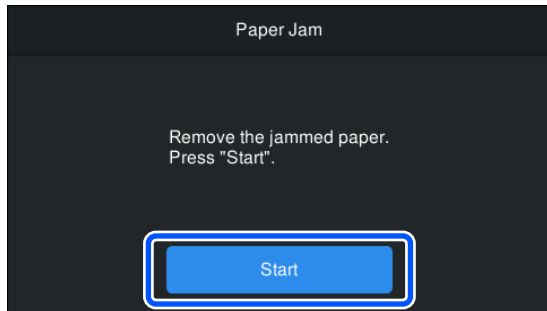 Paper Jam
Remove the jammed paper.
Press "Start".
Start